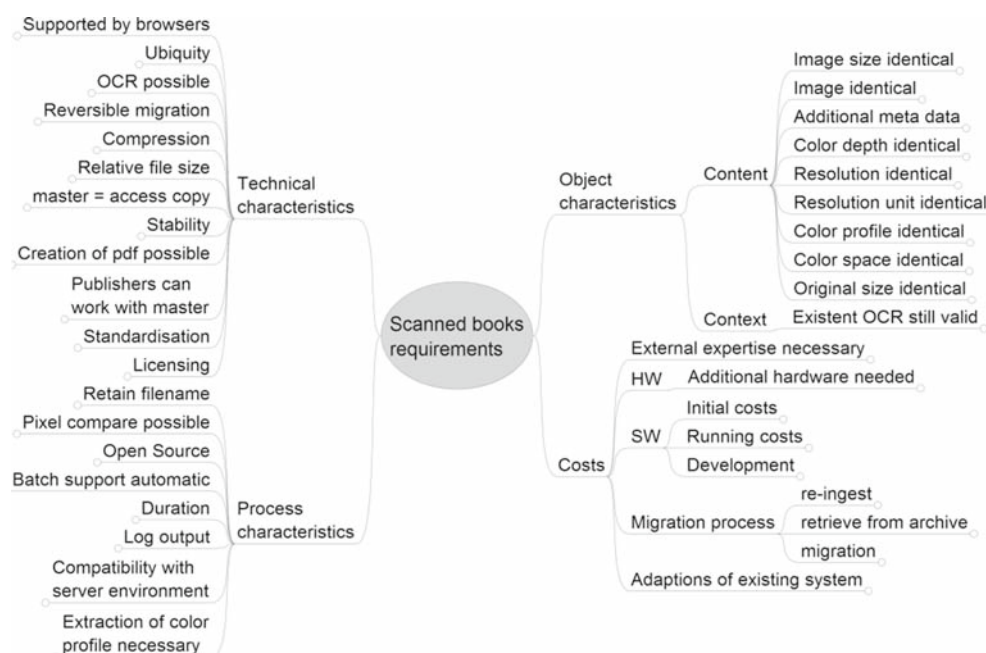 Supported by browsers
Ubiquity
OCR possible
Reversible migration
Compression
Relative file size
master = access copy
Stability
Creation of pdf possible
Publishers can
work with master
Standardisation
Licensing
Technical
characteristics
Retain filename
Pixel compare possible
Open Source
Batch support automatic
Duration
Log output
Compatibility with
server environment
Extraction of color
profile necessary
Process
characteristics
Scanned books
requirements
Object
characteristics
Content
Image size identical
Image identical
Additional meta data
Color depth identical
Resolution identical
Resolution unit identical
Color profile identical
Color space identical
Original size identical
Context
Existent OCR still valid
Costs
External expertise necessary
HW
Additional hardware needed
SW
Initial costs
Running costs
Development
Migration process
re-ingest
retrieve from archive
migration
Adaptions of existing system